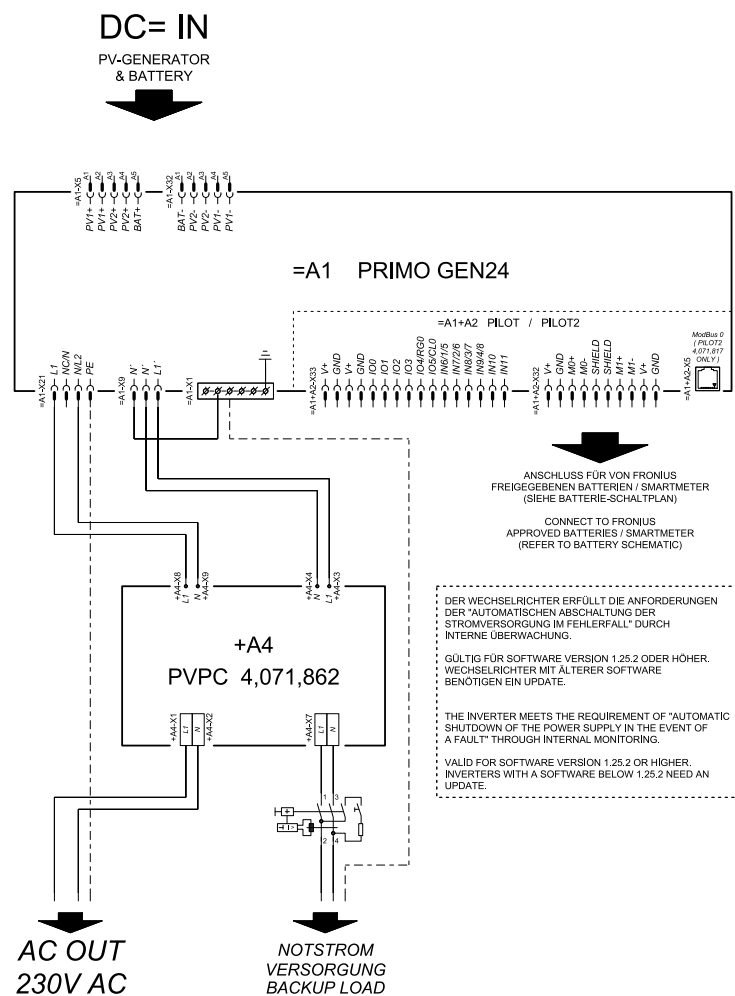 DC= IN
PV-GENERATOR
& BATTERY
=A1-X5
A1
A2
A3
A4
A5
PV1+
PV1+
PV2+
PV2+
BAT+
=A1-X32
A1
A2
A3
A4
A5
BAT-
PV2-
PV2-
PV1-
PV1-
=A1 PRIMO GEN24
=A1+A2 PILOT / PILOT2
ModBus 0
( PILOT2
4,071,817
ONLY )
=A1-X21
L1
NC/N
N/L2
PE
=A1-X9
N´
N´
L1´
=A1-X1
=A1+A2-X33
V+
GND
V+
GND
IO0
IO1
IO2
IO3
IO4/RG0
IO5/CL0
IN6/1/5
IN7/2/6
IN8/3/7
IN9/4/8
IN10
IN11
=A1+A2-X32
V+
GND
M0+
M0-
SHIELD
SHIELD
M1+
M1-
V+
GND
=A1+A2-X5
ANSCHLUSS FÜR VON FRONIUS
FREIGEGEBENEN BATTERIEN / SMARTMETER
(SIEHE BATTERIE-SCHALTPLAN)
CONNECT TO FRONIUS
APPROVED BATTERIES / SMARTMETER
(REFER TO BATTERY SCHEMATIC)
+A4-X8
L1
N
+A4-X9
+A4-X4
N
L1
+A4-X3
+A4
PVPC 4,071,862
+A4-X1
L1
N
+A4-X2
+A4-X7
L1
N
DER WECHSELRICHTER ERFÜLLT DIE ANFORDERUNGEN
DER "AUTOMATISCHEN ABSCHALTUNG DER
STROMVERSORGUNG IM FEHLERFALL" DURCH
INTERNE ÜBERWACHUNG.
GÜLTIG FÜR SOFTWARE VERSION 1.25.2 ODER HÖHER.
WECHSELRICHTER MIT ÄLTERER SOFTWARE
BENÖTIGEN EIN UPDATE.
THE INVERTER MEETS THE REQUIREMENT OF "AUTOMATIC
SHUTDOWN OF THE POWER SUPPLY IN THE EVENT OF
A FAULT" THROUGH INTERNAL MONITORING.
VALID FOR SOFTWARE VERSION 1.25.2 OR HIGHER.
INVERTERS WITH A SOFTWARE BELOW 1.25.2 NEED AN
UPDATE.
1 3
2 4
AC OUT
230V AC
NOTSTROM
VERSORGUNG
BACKUP LOAD